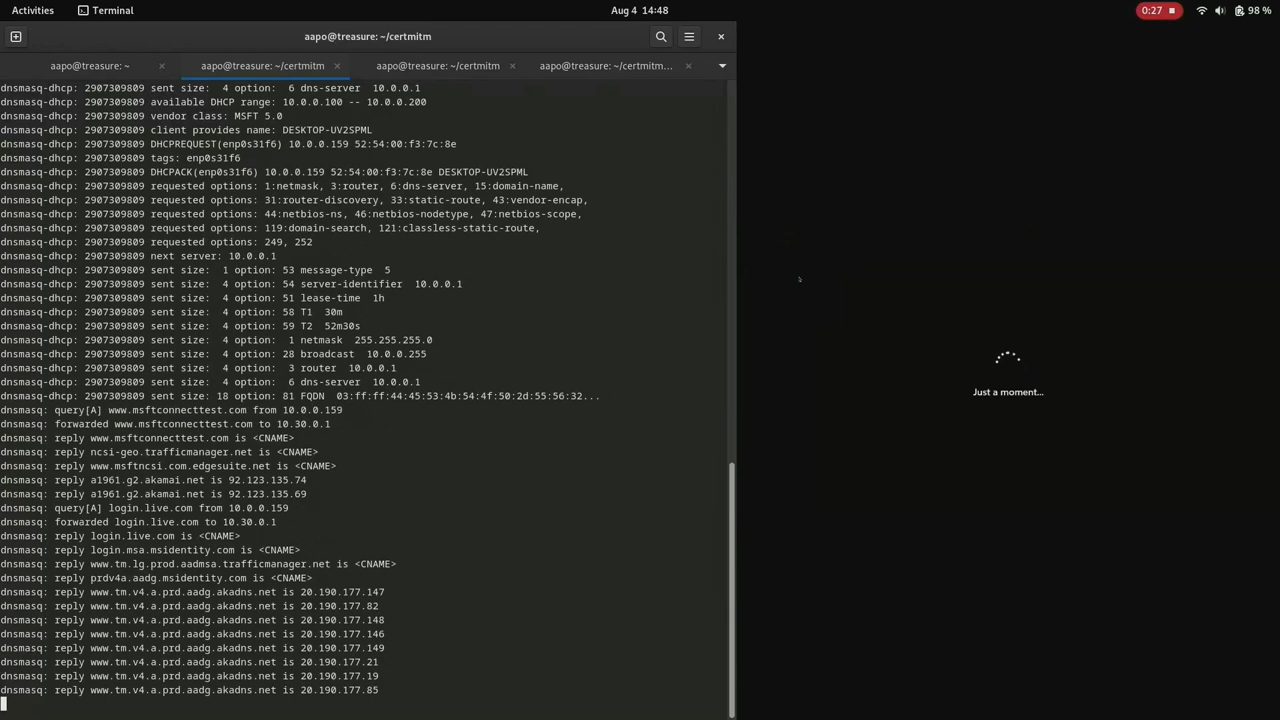 Activities
Terminal
Aug 4 14:48
0:27
98 %
aapo@treasure: ~/certmitm
aapo@treasure: ~
aapo@treasure: ~/certmitm
aapo@treasure: ~/certmitm
aapo@treasure: ~/certmitm...
dnsmasq-dhcp: 2907309809 sent size:  4 option:  6 dns-server  10.0.0.1
dnsmasq-dhcp: 2907309809 available DHCP range: 10.0.0.100 -- 10.0.0.200
dnsmasq-dhcp: 2907309809 vendor class: MSFT 5.0
dnsmasq-dhcp: 2907309809 client provides name: DESKTOP-UV2SPML
dnsmasq-dhcp: 2907309809 DHCPREQUEST(enp0s31f6) 10.0.0.159 52:54:00:f3:7c:8e
dnsmasq-dhcp: 2907309809 tags: enp0s31f6
dnsmasq-dhcp: 2907309809 DHCPACK(enp0s31f6) 10.0.0.159 52:54:00:f3:7c:8e DESKTOP-UV2SPML
dnsmasq-dhcp: 2907309809 requested options: 1:netmask, 3:router, 6:dns-server, 15:domain-name,
dnsmasq-dhcp: 2907309809 requested options: 31:router-discovery, 33:static-route, 43:vendor-encap,
dnsmasq-dhcp: 2907309809 requested options: 44:netbios-ns, 46:netbios-nodetype, 47:netbios-scope,
dnsmasq-dhcp: 2907309809 requested options: 119:domain-search, 121:classless-static-route,
dnsmasq-dhcp: 2907309809 requested options: 249, 252
dnsmasq-dhcp: 2907309809 next server: 10.0.0.1
dnsmasq-dhcp: 2907309809 sent size:  1 option: 53 message-type  5
dnsmasq-dhcp: 2907309809 sent size:  4 option: 54 server-identifier  10.0.0.1
dnsmasq-dhcp: 2907309809 sent size:  4 option: 51 lease-time  1h
dnsmasq-dhcp: 2907309809 sent size:  4 option: 58 T1  30m
dnsmasq-dhcp: 2907309809 sent size:  4 option: 59 T2  52m30s
dnsmasq-dhcp: 2907309809 sent size:  4 option:  1 netmask  255.255.255.0
dnsmasq-dhcp: 2907309809 sent size:  4 option: 28 broadcast  10.0.0.255
dnsmasq-dhcp: 2907309809 sent size:  4 option:  3 router  10.0.0.1
dnsmasq-dhcp: 2907309809 sent size:  4 option:  6 dns-server  10.0.0.1
dnsmasq-dhcp: 2907309809 sent size: 18 option: 81 FQDN  03:ff:ff:44:45:53:4b:54:4f:50:2d:55:56:32...
dnsmasq: query[A] www.msftconnecttest.com from 10.0.0.159
dnsmasq: forwarded www.msftconnecttest.com to 10.30.0.1
dnsmasq: reply www.msftconnecttest.com is <CNAME>
dnsmasq: reply ncsi-geo.trafficmanager.net is <CNAME>
dnsmasq: reply www.msftncsi.com.edgesuite.net is <CNAME>
dnsmasq: reply a1961.g2.akamai.net is 92.123.135.74
dnsmasq: reply a1961.g2.akamai.net is 92.123.135.69
dnsmasq: query[A] login.live.com from 10.0.0.159
dnsmasq: forwarded login.live.com to 10.30.0.1
dnsmasq: reply login.live.com is <CNAME>
dnsmasq: reply login.msa.msidentity.com is <CNAME>
dnsmasq: reply www.tm.lg.prod.aadmsa.trafficmanager.net is <CNAME>
dnsmasq: reply prdv4a.aadg.msidentity.com is <CNAME>
dnsmasq: reply www.tm.v4.a.prd.aadg.akadns.net is 20.190.177.147
dnsmasq: reply www.tm.v4.a.prd.aadg.akadns.net is 20.190.177.82
dnsmasq: reply www.tm.v4.a.prd.aadg.akadns.net is 20.190.177.148
dnsmasq: reply www.tm.v4.a.prd.aadg.akadns.net is 20.190.177.146
dnsmasq: reply www.tm.v4.a.prd.aadg.akadns.net is 20.190.177.149
dnsmasq: reply www.tm.v4.a.prd.aadg.akadns.net is 20.190.177.21
dnsmasq: reply www.tm.v4.a.prd.aadg.akadns.net is 20.190.177.19
dnsmasq: reply www.tm.v4.a.prd.aadg.akadns.net is 20.190.177.85
Just a moment...